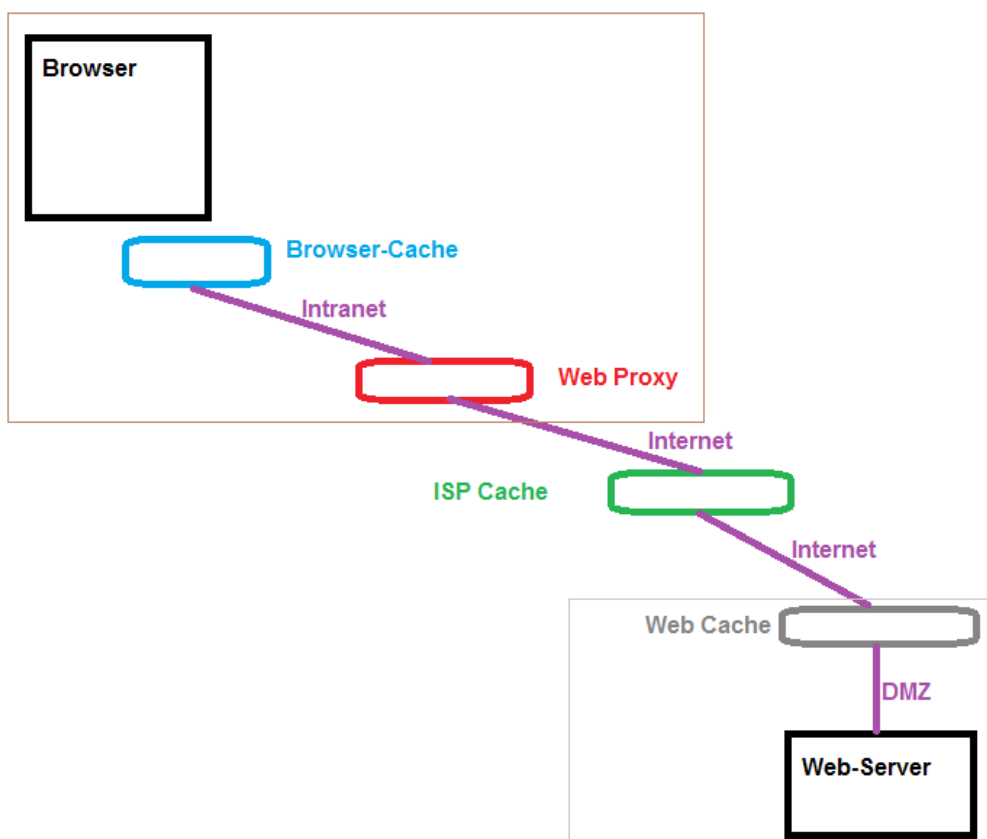 Browser
Browser-Cache
Intranet
Web Proxy
Internet
ISP Cache
Internet
Web Cache
DMZ
Web-Server